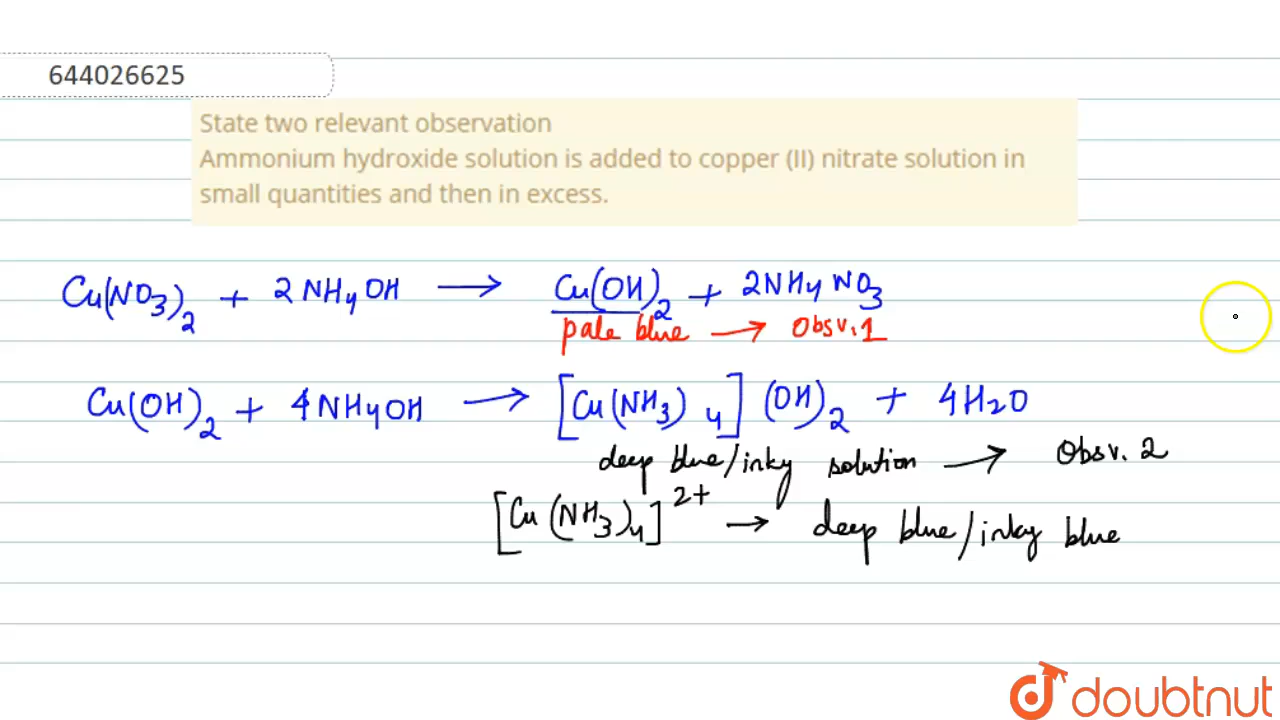 644026625
State two relevant observation
Ammonium hydroxide solution is added to copper (II) nitrate solution in
small quantities and then in excess.
Cu(NO3)2 + 2NH4OH → Cu(OH)2 + 2NH4NO3
pale blue → Obsv.1
Cu(OH)2 + 4NH4OH → [Cu(NH3)4](OH)2 + 4H2O
deep blue/inky solution → Obsv. 2
[Cu(NH3)4]2+ → deep blue/inky blue
doubtnut